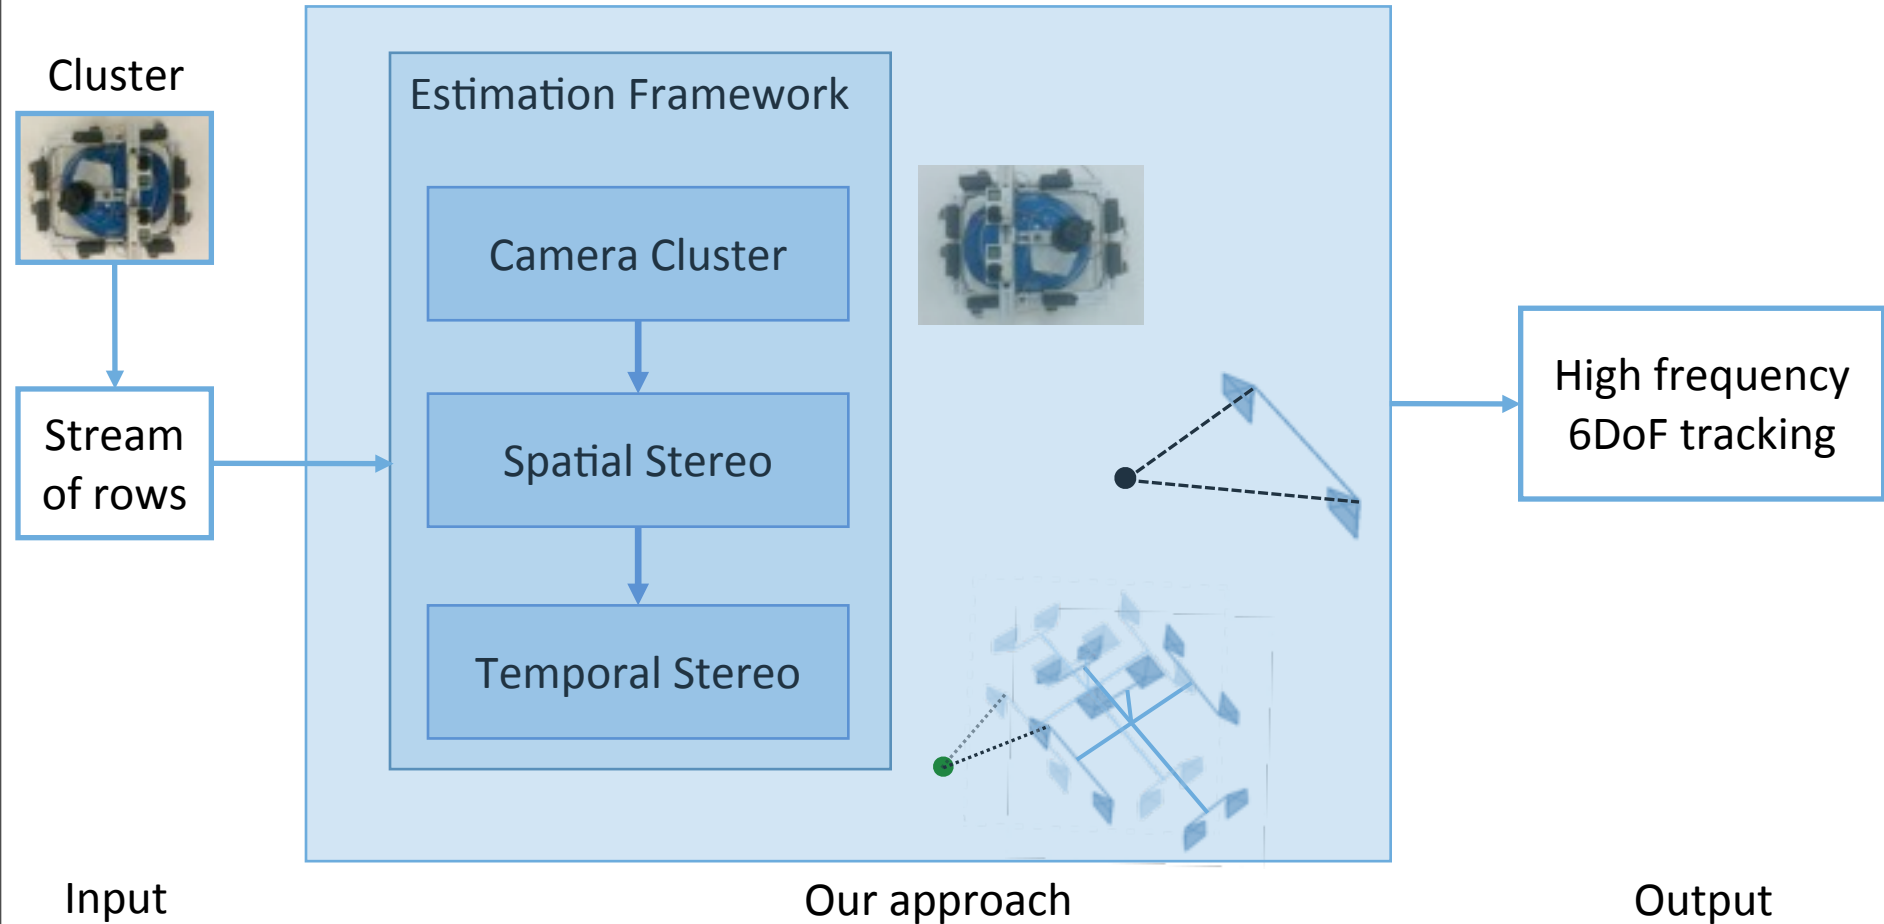 Cluster
Stream
of rows
Estimation Framework
Camera Cluster
Spatial Stereo
Temporal Stereo
High frequency
6DoF tracking
Input
Our approach
Output